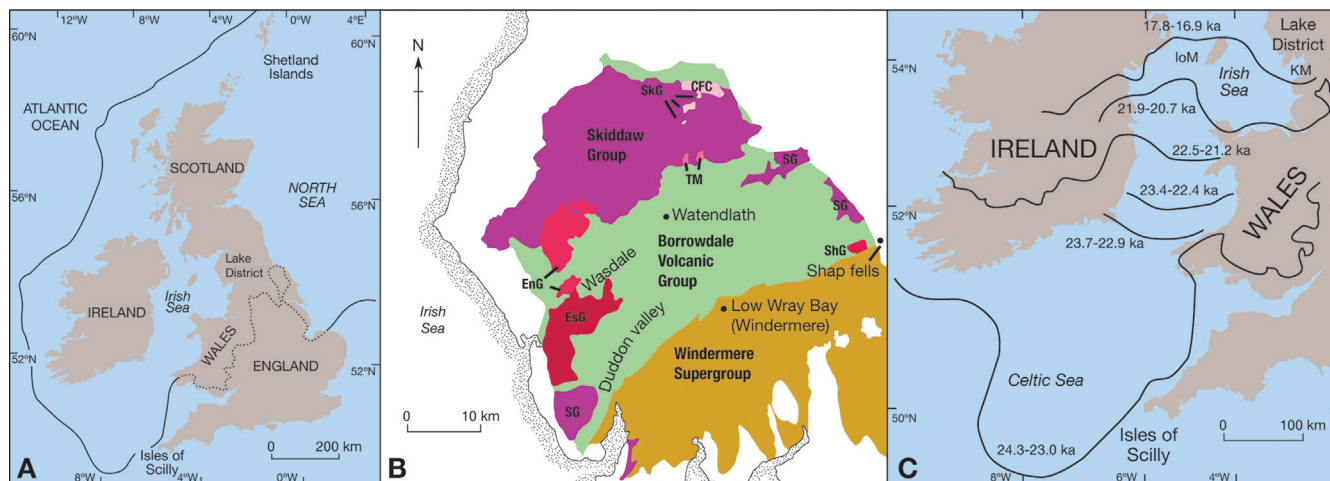 12°W
8°W
4°W
0°W
4°E
60°N
60°N
Shetland
Islands
ATLANTIC
OCEAN
SCOTLAND
NORTH
SEA
56°N
56°N
Lake
District
Irish
Sea
IRELAND
WALES
ENGLAND
52°N
52°N
Isles of
Scilly
0
200 km
A
8°W
4°W
0°W
N
SkG
CFC
Skiddaw
Group
TM
SG
SG
Watendlath
Borrowdale
Volcanic
Group
ShG
Shap fells
EnG
Wasdale
EsG
Duddon valley
Low Wray Bay
(Windermere)
Irish
Sea
Windermere
Supergroup
SG
0
10 km
B
8°W
4°W
17.8-16.9 ka
Lake
District
54°N
IoM
Irish
Sea
KM
21.9-20.7 ka
IRELAND
22.5-21.2 ka
23.4-22.4 ka
WALES
52°N
23.7-22.9 ka
Celtic Sea
50°N
0
100 km
Isles of
Scilly
24.3-23.0 ka
C
8°W
6°W
4°W